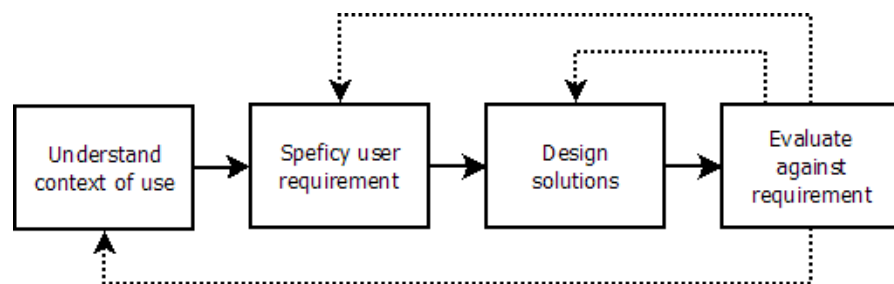 Understand
context of use
Speficy user
requirement
Design
solutions
Evaluate
against
requirement